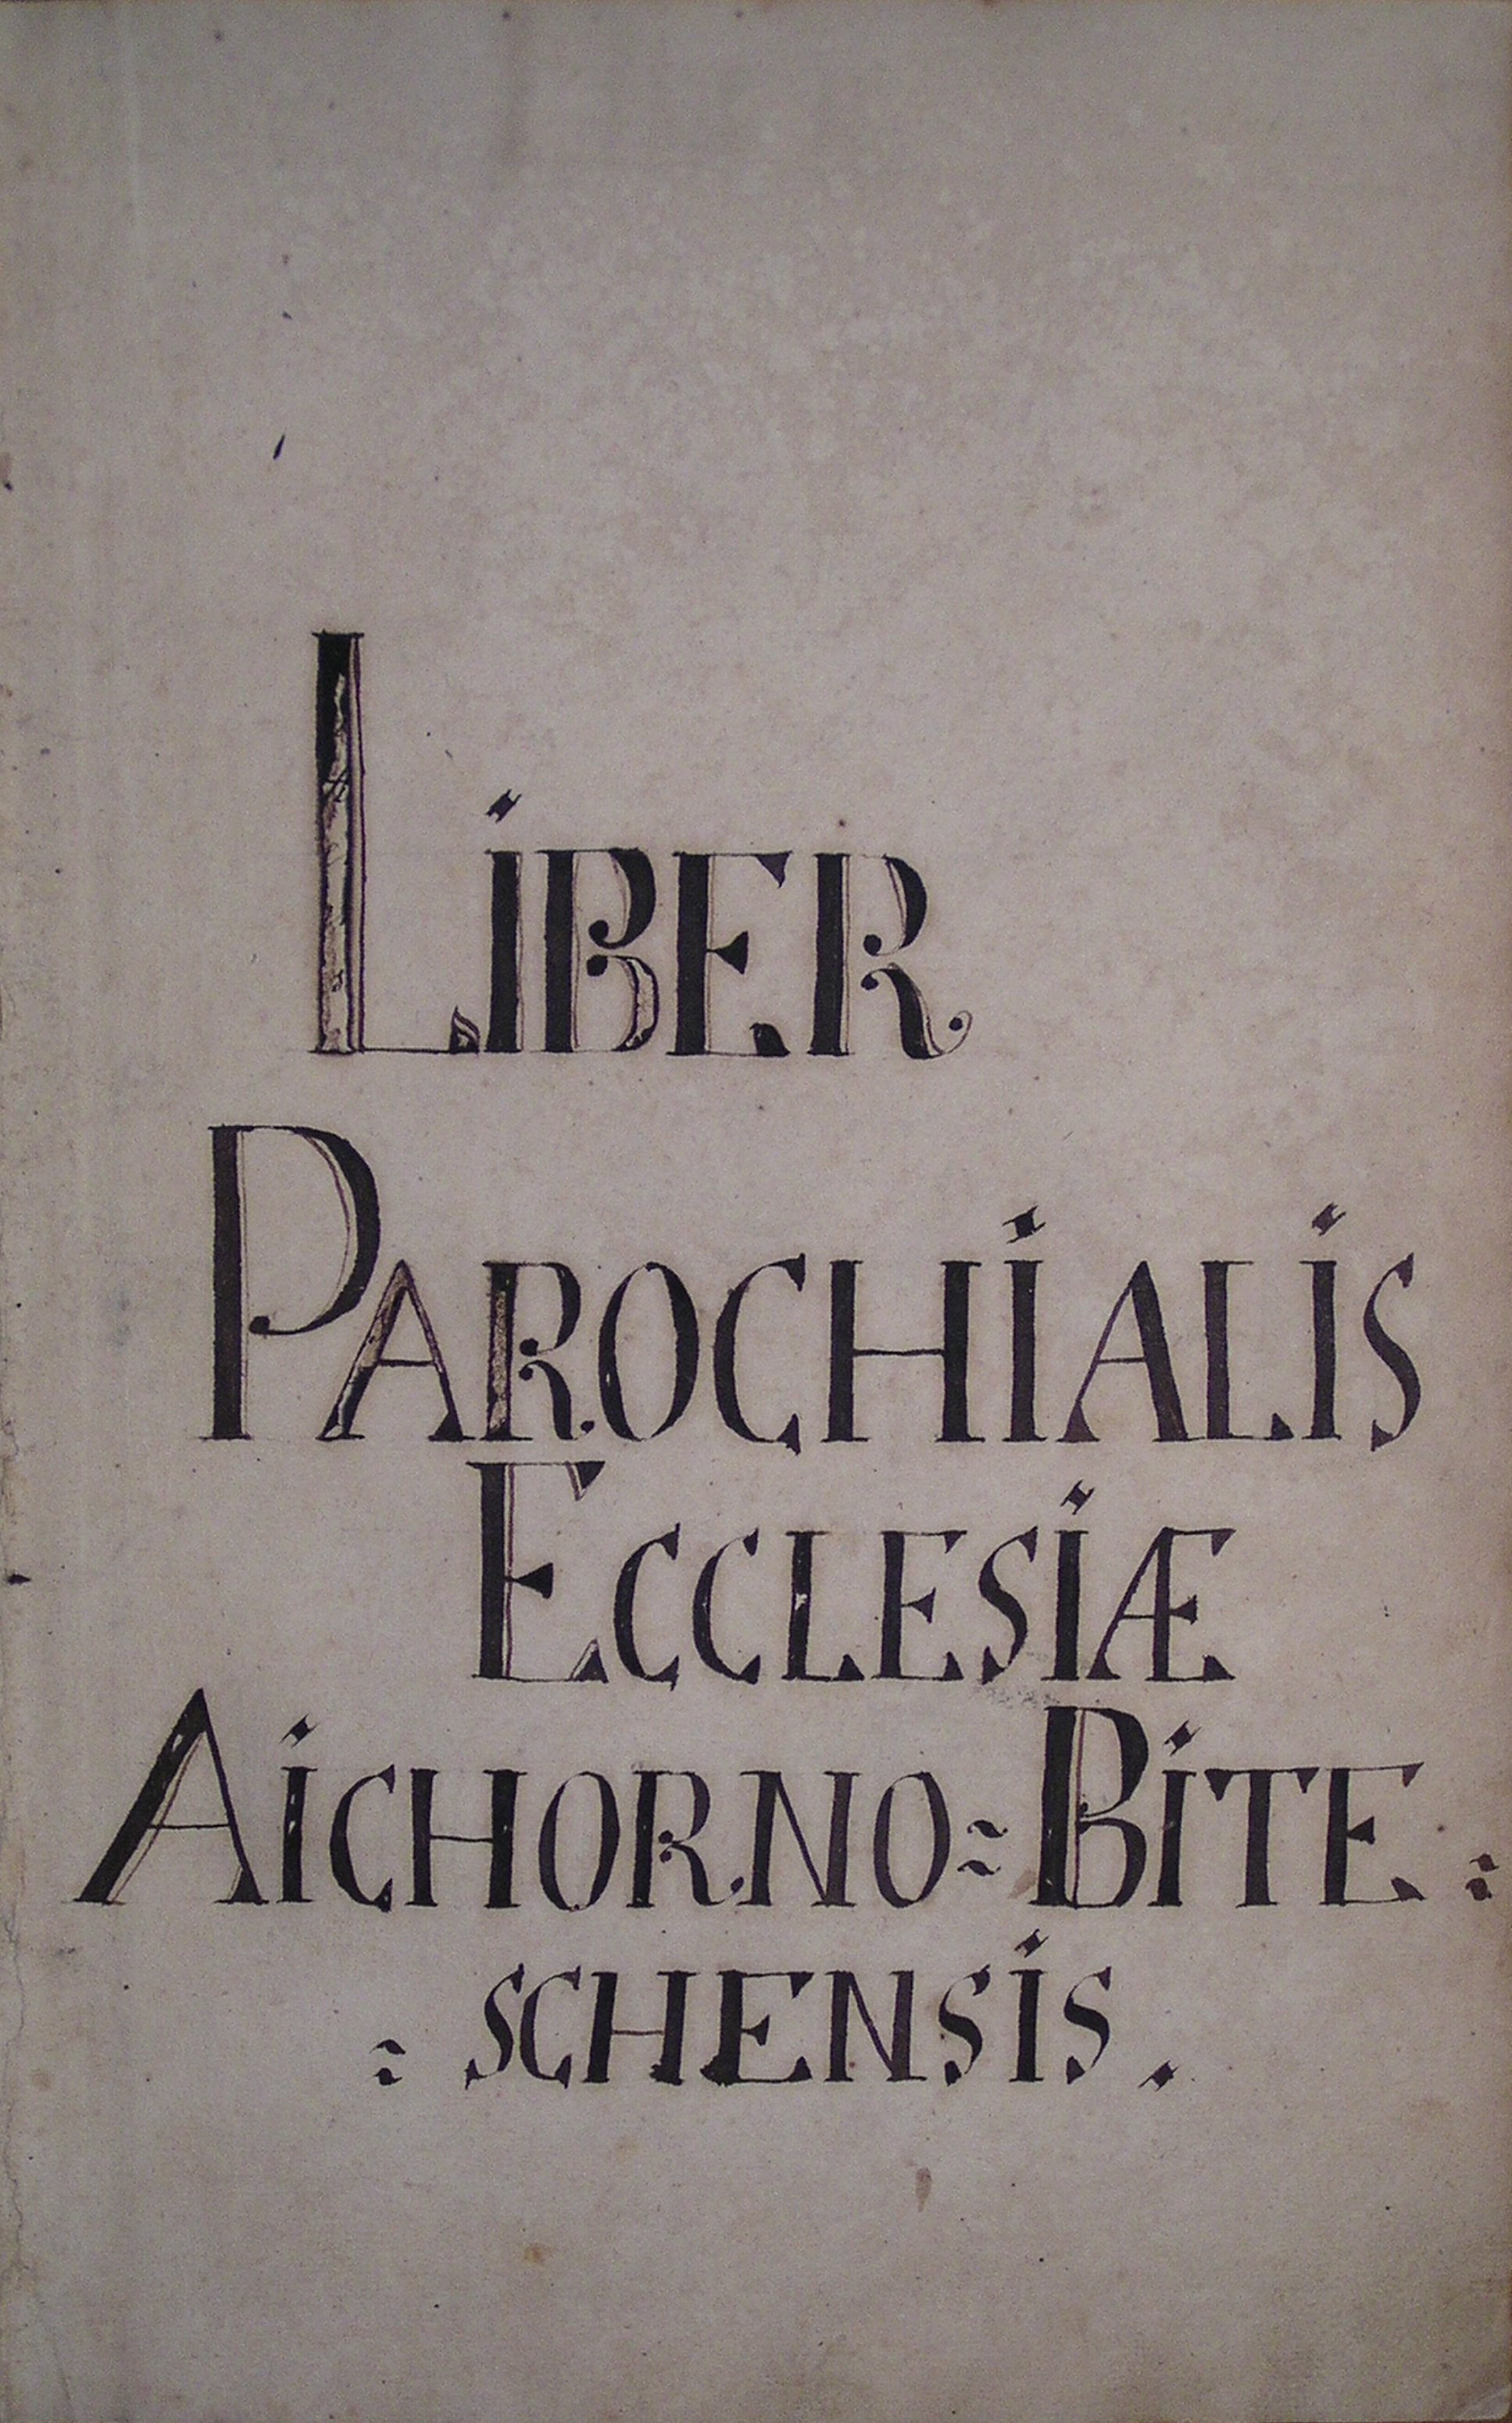 LIBER
PAROCHIALIS
ECCLESIÆ
AICHORNO=BITE:
:SCHENSIS.